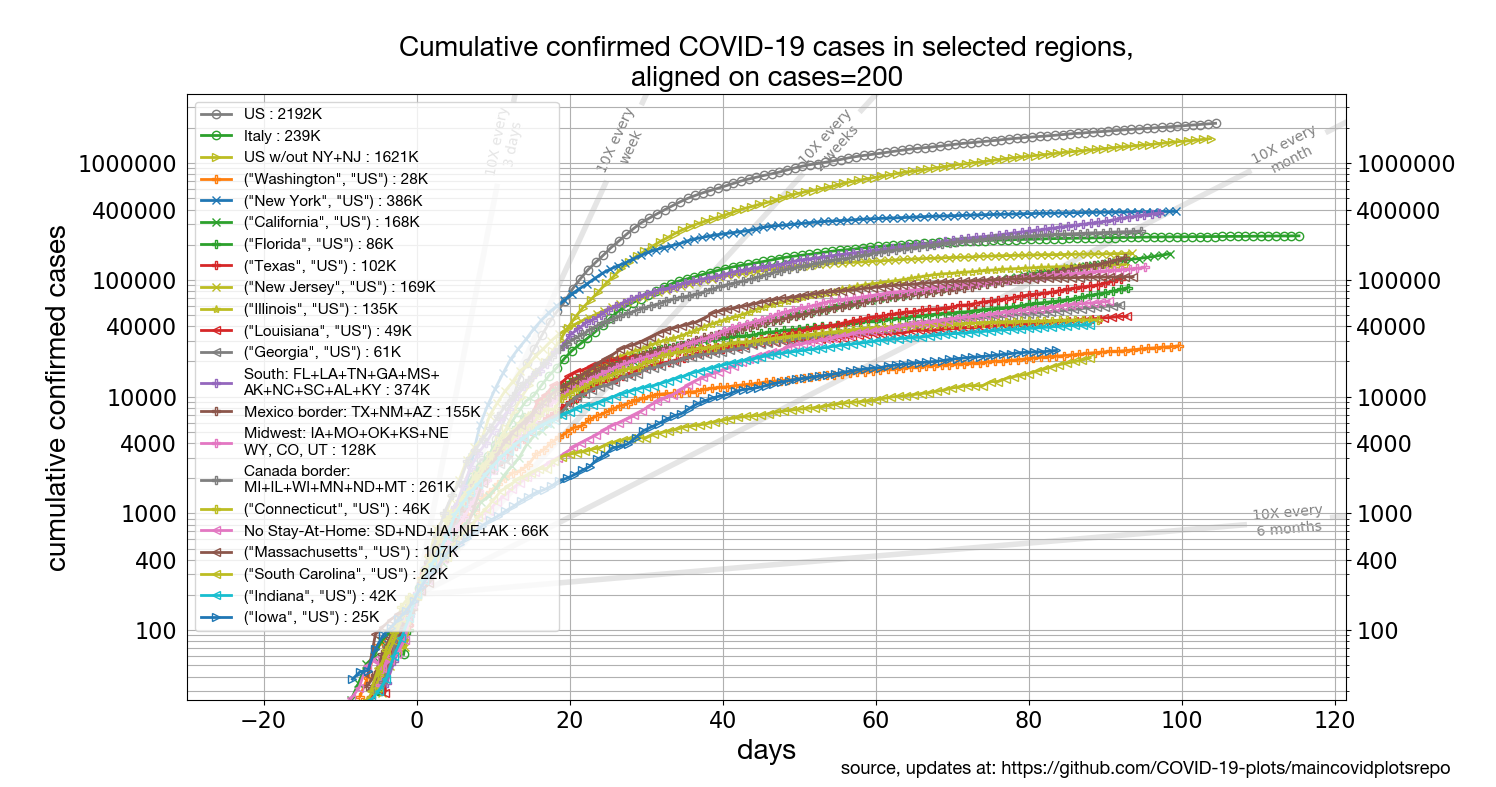 Cumulative confirmed COVID-19 cases in selected regions,
aligned on cases=200
US : 2192K
Italy : 239K
US w/out NY+NJ : 1621K
("Washington", "US") : 28K
("New York", "US") : 386K
("California", "US") : 168K
("Florida", "US") : 86K
("Texas", "US") : 102K
("New Jersey", "US") : 169K
("Illinois", "US") : 135K
("Louisiana", "US") : 49K
("Georgia", "US") : 61K
South: FL+LA+TN+GA+MS+
AK+NC+SC+AL+KY : 374K
Mexico border: TX+NM+AZ : 155K
Midwest: IA+MO+OK+KS+NE
WY, CO, UT : 128K
Canada border:
MI+IL+WI+MN+ND+MT : 261K
("Connecticut", "US") : 46K
No Stay-At-Home: SD+ND+IA+NE+AK : 66K
("Massachusetts", "US") : 107K
("South Carolina", "US") : 22K
("Indiana", "US") : 42K
("Iowa", "US") : 25K
10X every
3 days
10X every
week
10X every
2 weeks
10X every
month
10X every
6 months
cumulative confirmed cases
1000000
400000
100000
40000
10000
4000
1000
400
100
1000000
400000
100000
40000
10000
4000
1000
400
100
−20
0
20
40
60
80
100
120
days
source, updates at: https://github.com/COVID-19-plots/maincovidplotsrepo